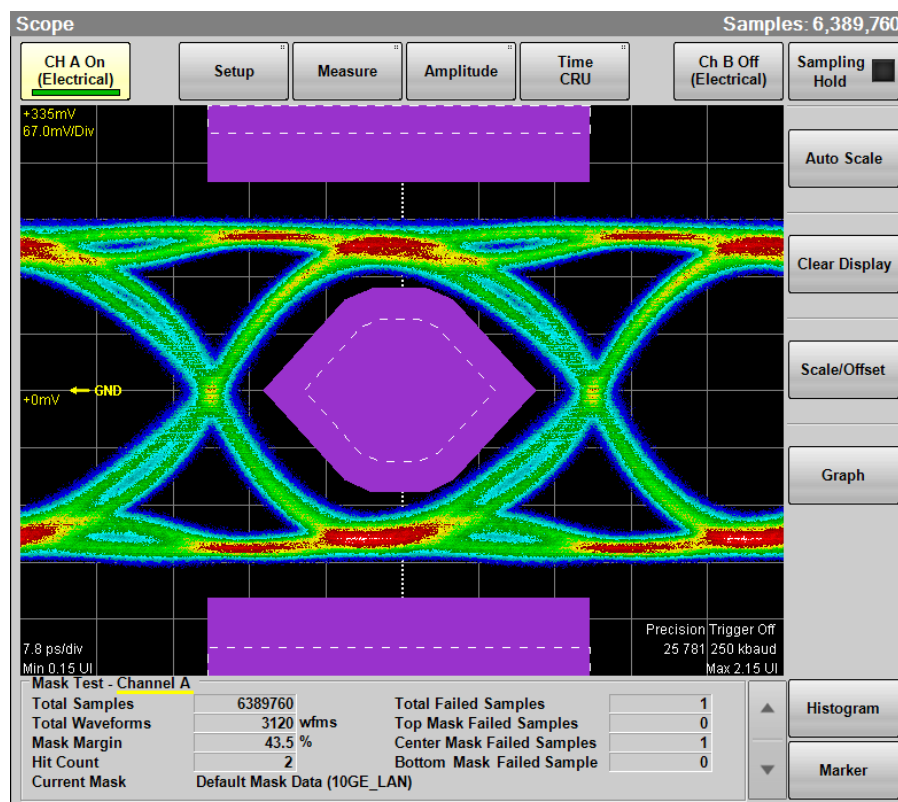 Scope Samples: 6,389,760
CH A On
(Electrical)
Setup
Measure
Amplitude
Time
CRU
Ch B Off
(Electrical)
Sampling
Hold
+335mV
67.0mV/Div
Auto Scale
Clear Display
Scale/Offset
GND
+0mV
Graph
Precision Trigger Off
7.8 ps/div 25 781 250 kbaud
Min 0.15 UI Max 2.15 UI
Mask Test - Channel A
Total Samples 6389760 Total Failed Samples 1
Total Waveforms 3120 wfms Top Mask Failed Samples 0
Mask Margin 43.5 % Center Mask Failed Samples 1
Hit Count 2 Bottom Mask Failed Sample 0
Current Mask Default Mask Data (10GE_LAN)
Histogram
Marker